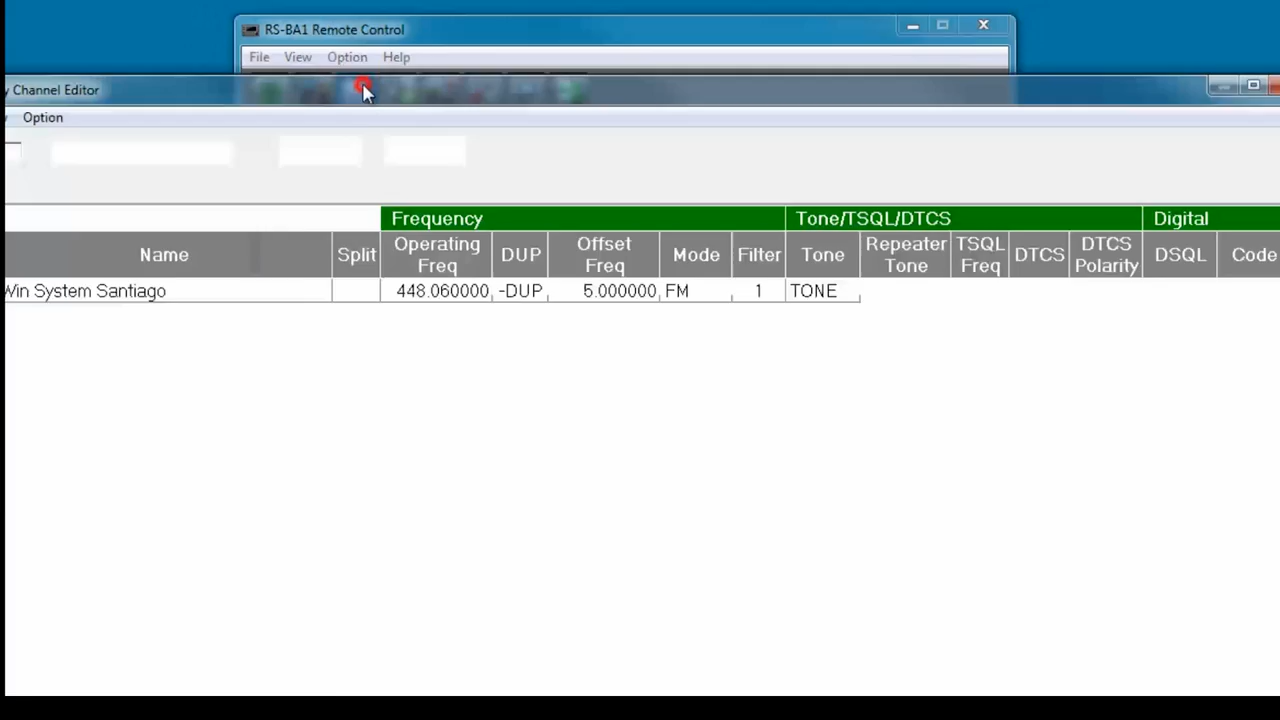 RS-BA1 Remote Control
File View Option Help
Channel Editor
Option
Frequency Tone/TSQL/DTCS Digital
Name Split Operating Freq DUP Offset Freq Mode Filter Tone Repeater Tone TSQL Freq DTCS DTCS Polarity DSQL Code
Win System Santiago 448.060000 -DUP 5.000000 FM 1 TONE